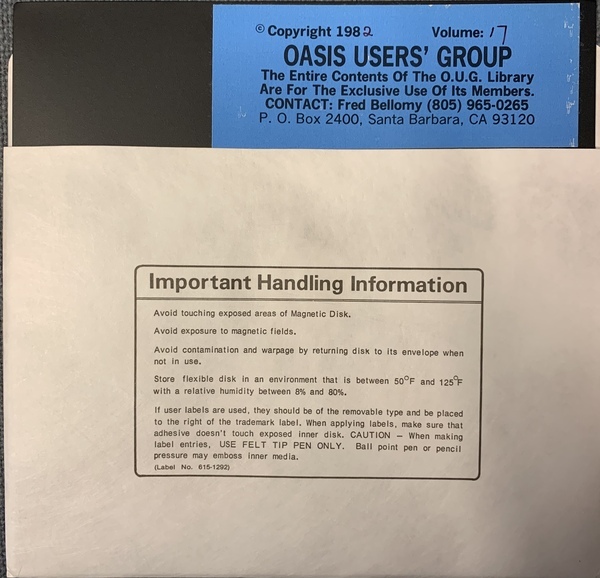 © Copyright 1982 Volume: 17
OASIS USERS' GROUP
The Entire Contents Of The O.U.G. Library
Are For The Exclusive Use Of Its Members.
CONTACT: Fred Bellomy (805) 965-0265
P. O. Box 2400, Santa Barbara, CA 93120
Important Handling Information
Avoid touching exposed areas of Magnetic Disk.
Avoid exposure to magnetic fields.
Avoid contamination and warpage by returning disk to its envelope when
not in use.
Store flexible disk in an environment that is between 50°F and 125°F
with a relative humidity between 8% and 80%.
If user labels are used, they should be of the removable type and be placed
to the right of the trademark label. When applying labels, make sure that
adhesive doesn't touch exposed inner disk. CAUTION — When making
label entries, USE FELT TIP PEN ONLY. Ball point pen or pencil
pressure may emboss inner media.
(Label No. 615-1292)